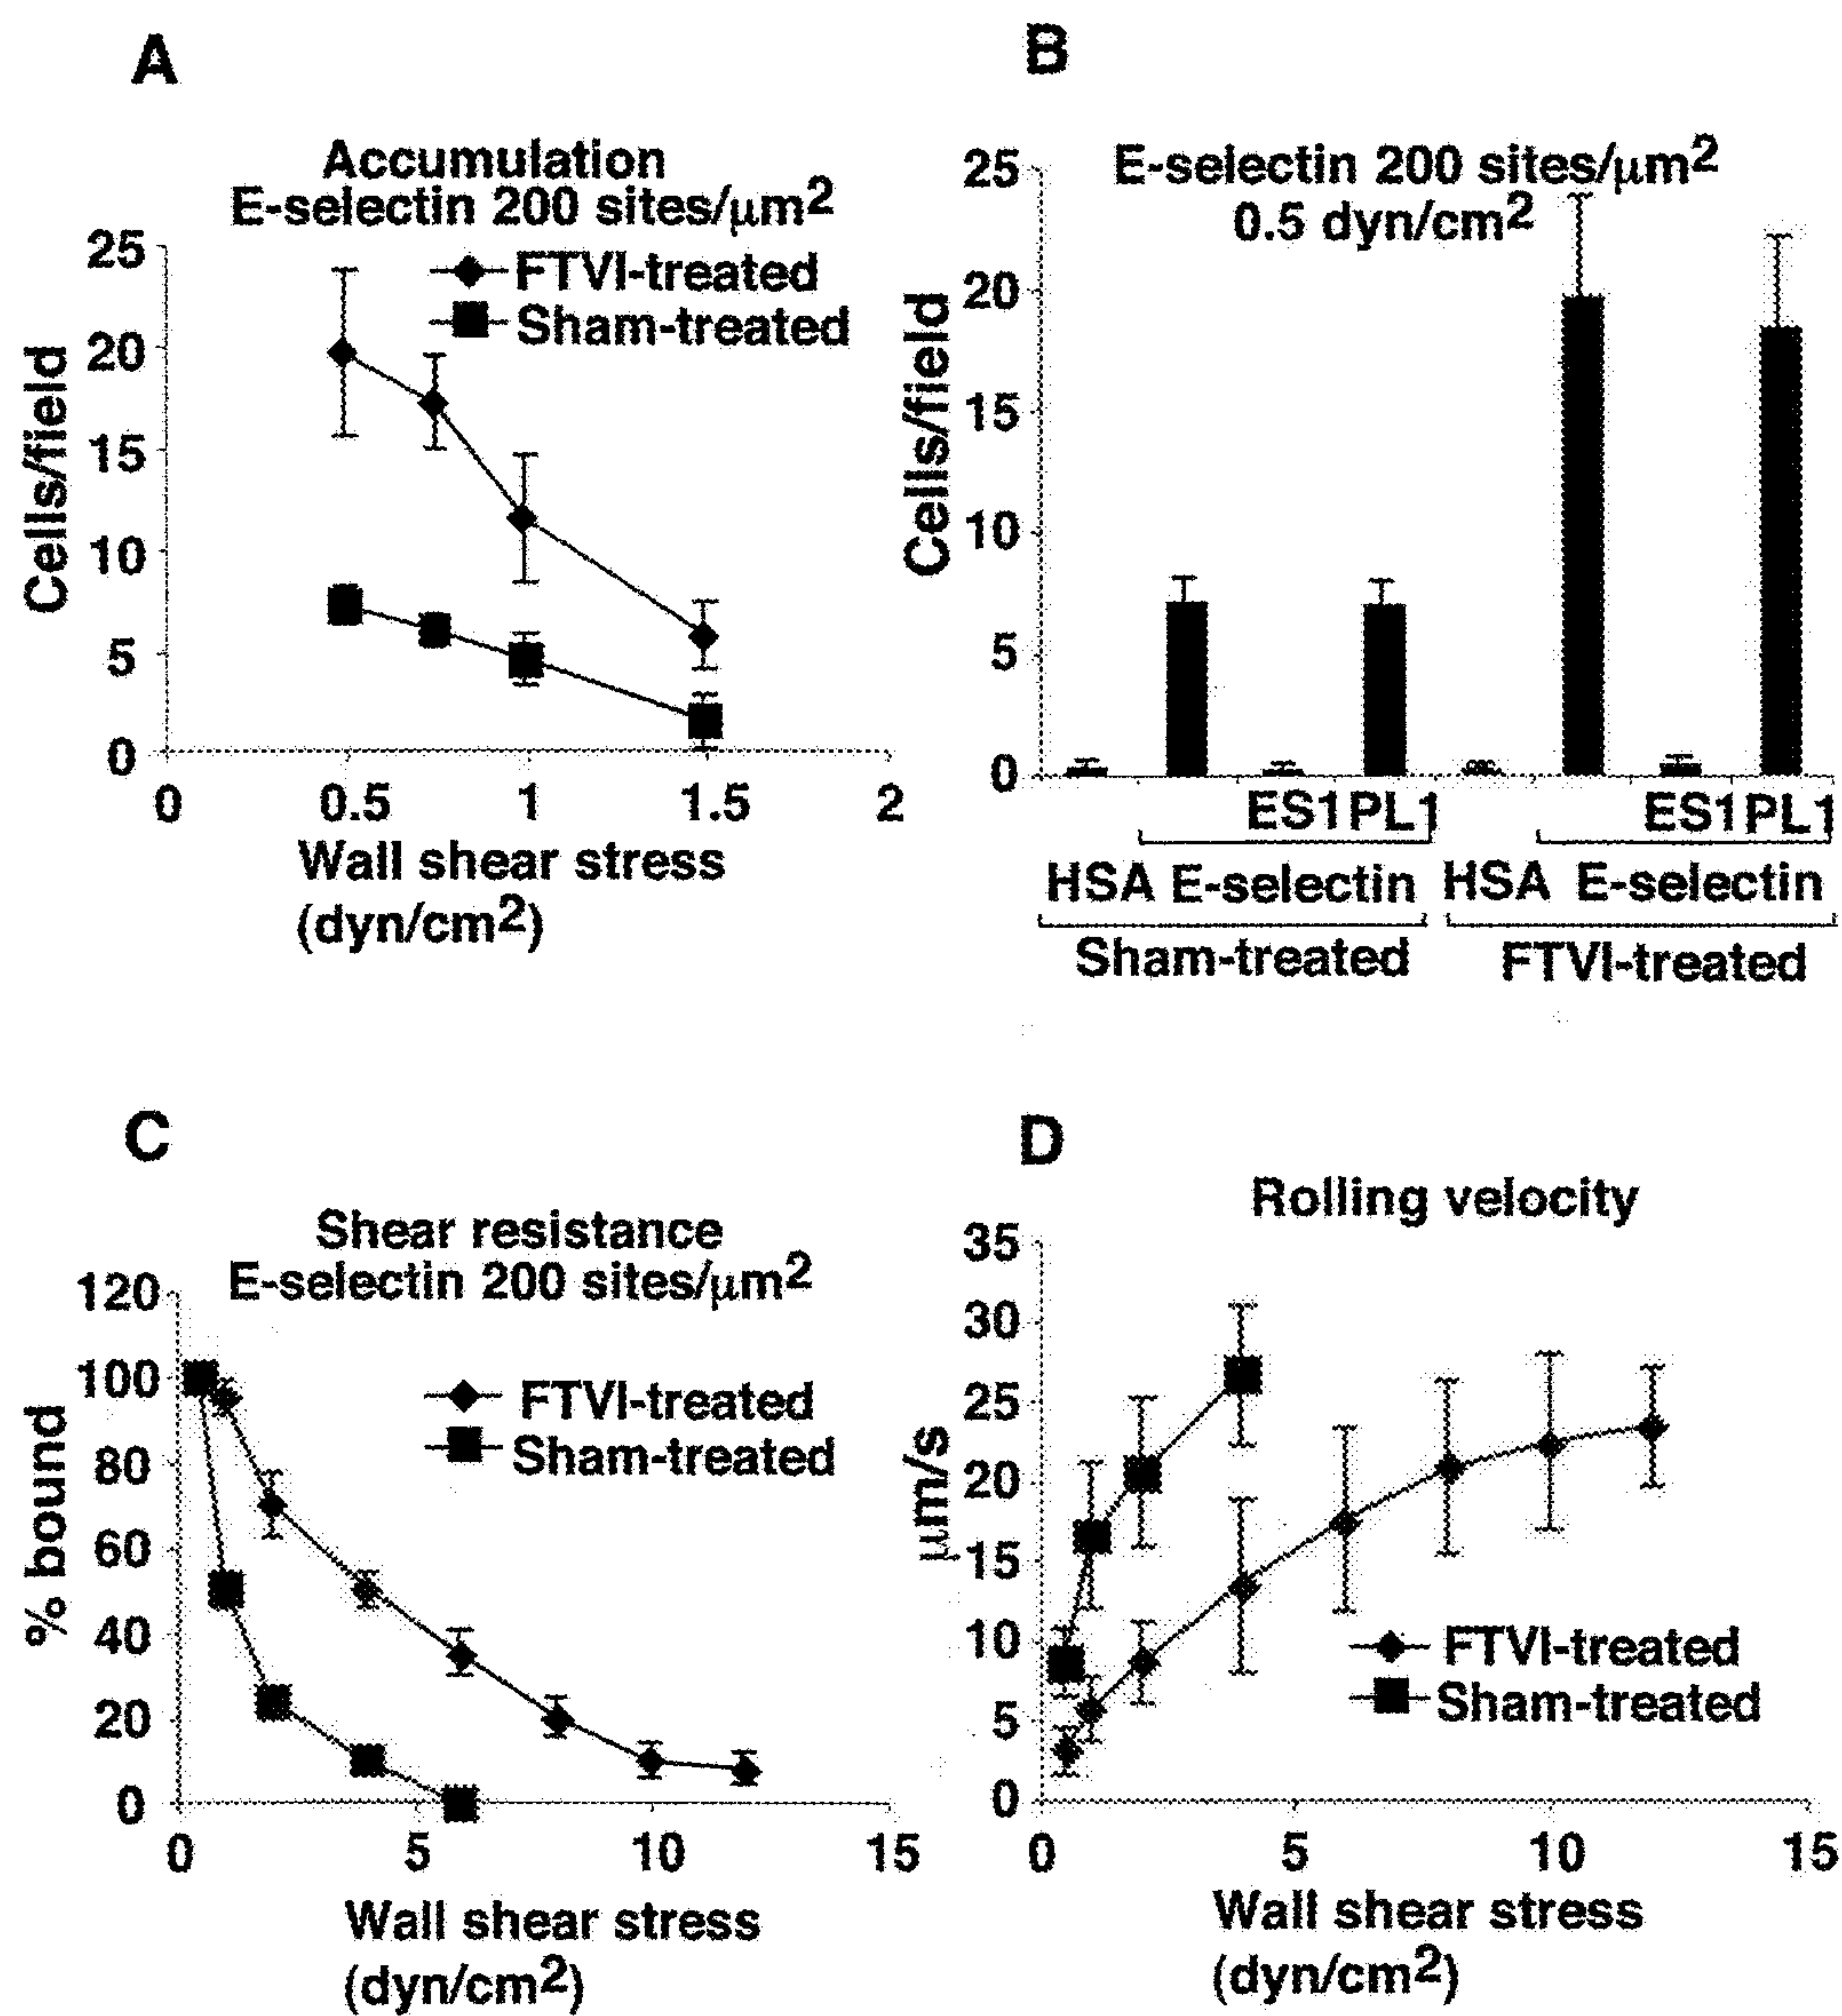 A
Accumulation
E-selectin 200 sites/μm2
FTVI-treated
Sham-treated
25
20
15
10
5
0
Cells/field
0 0.5 1 1.5 2
Wall shear stress
(dyn/cm2)
B
E-selectin 200 sites/μm2
0.5 dyn/cm2
25
20
15
10
5
0
Cells/field
ES1 PL1 ES1 PL1
HSA E-selectin HSA E-selectin
Sham-treated FTVI-treated
C
Shear resistance
E-selectin 200 sites/μm2
FTVI-treated
Sham-treated
120
100
80
60
40
20
0
% bound
0 5 10 15
Wall shear stress
(dyn/cm2)
D
Rolling velocity
35
30
25
20
15
10
5
0
μm/s
FTVI-treated
Sham-treated
0 5 10 15
Wall shear stress
(dyn/cm2)